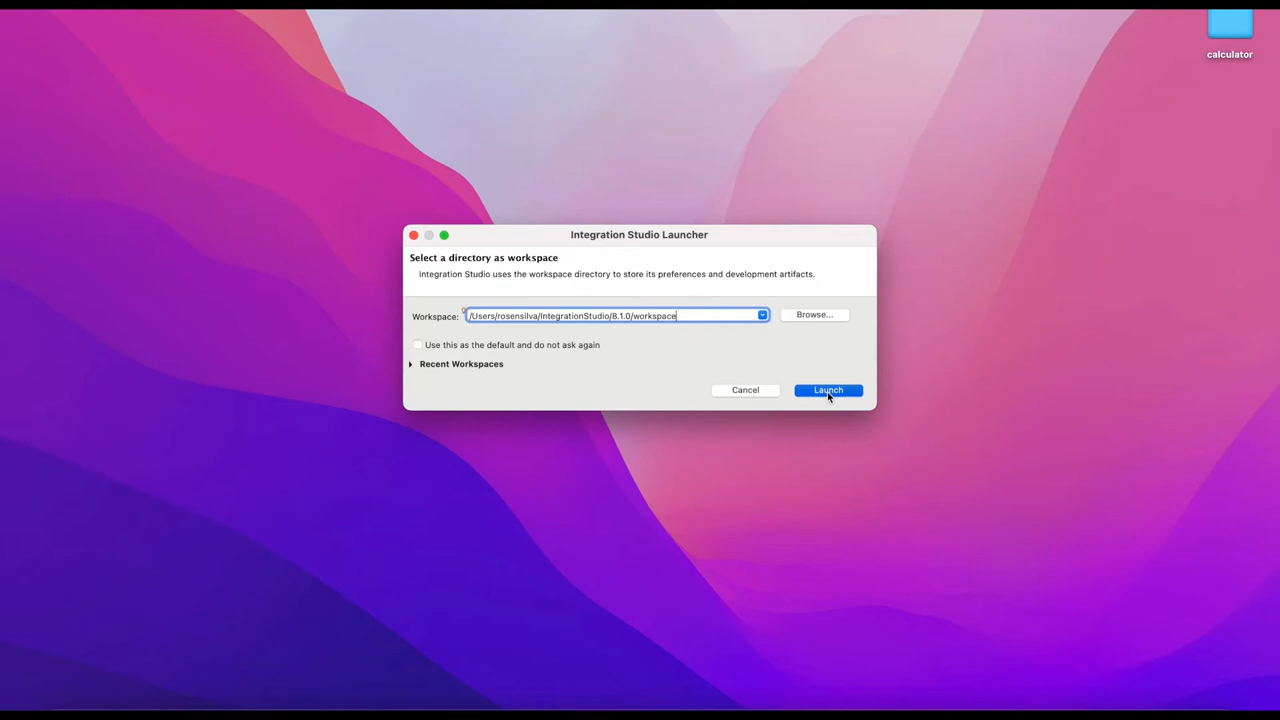 calculator
Integration Studio Launcher
Select a directory as workspace
Integration Studio uses the workspace directory to store its preferences and development artifacts.
Workspace: /Users/rosensilva/IntegrationStudio/8.1.0/workspace Browse...
Use this as the default and do not ask again
Recent Workspaces
Cancel Launch